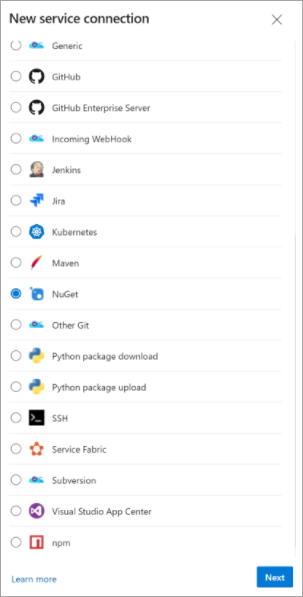 New service connection
Generic
GitHub
GitHub Enterprise Server
Incoming WebHook
Jenkins
Jira
Kubernetes
Maven
NuGet
Other Git
Python package download
Python package upload
SSH
Service Fabric
Subversion
Visual Studio App Center
npm
Learn more
Next